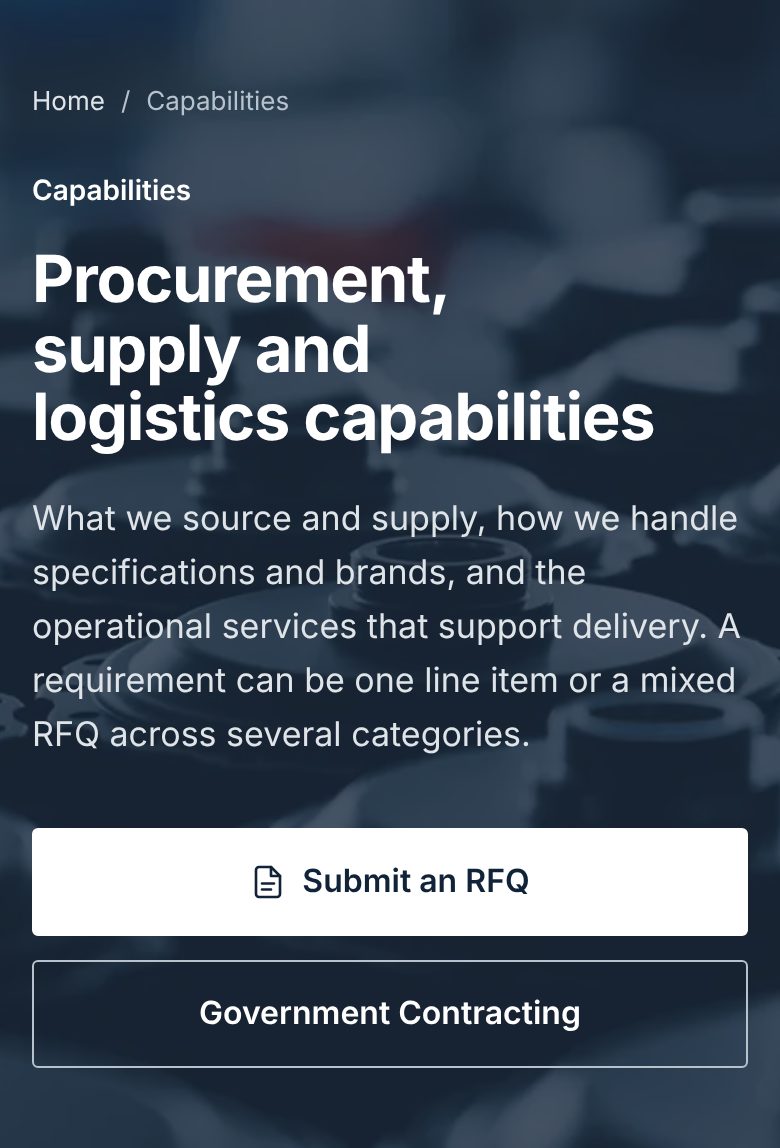 Home / Capabilities
Capabilities
Procurement,
supply and
logistics capabilities
What we source and supply, how we handle
specifications and brands, and the
operational services that support delivery. A
requirement can be one line item or a mixed
RFQ across several categories.
Submit an RFQ
Government Contracting